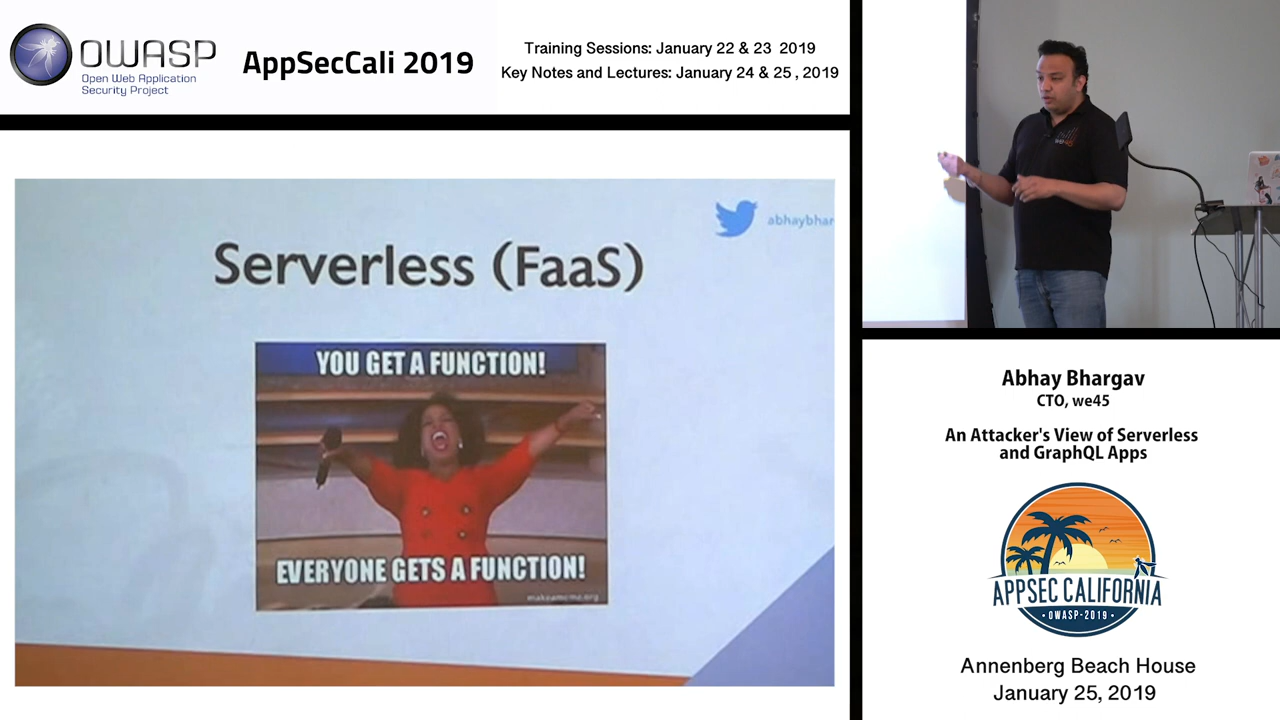 OWASP
Open Web Application
Security Project
AppSecCali 2019
Training Sessions: January 22 & 23 2019
Key Notes and Lectures: January 24 & 25 , 2019
abhaybhar
Serverless (FaaS)
YOU GET A FUNCTION!
EVERYONE GETS A FUNCTION!
makeameme.org
Abhay Bhargav
CTO, we45
An Attacker's View of Serverless
and GraphQL Apps
APPSEC CALIFORNIA
• OWASP-2019 •
Annenberg Beach House
January 25, 2019